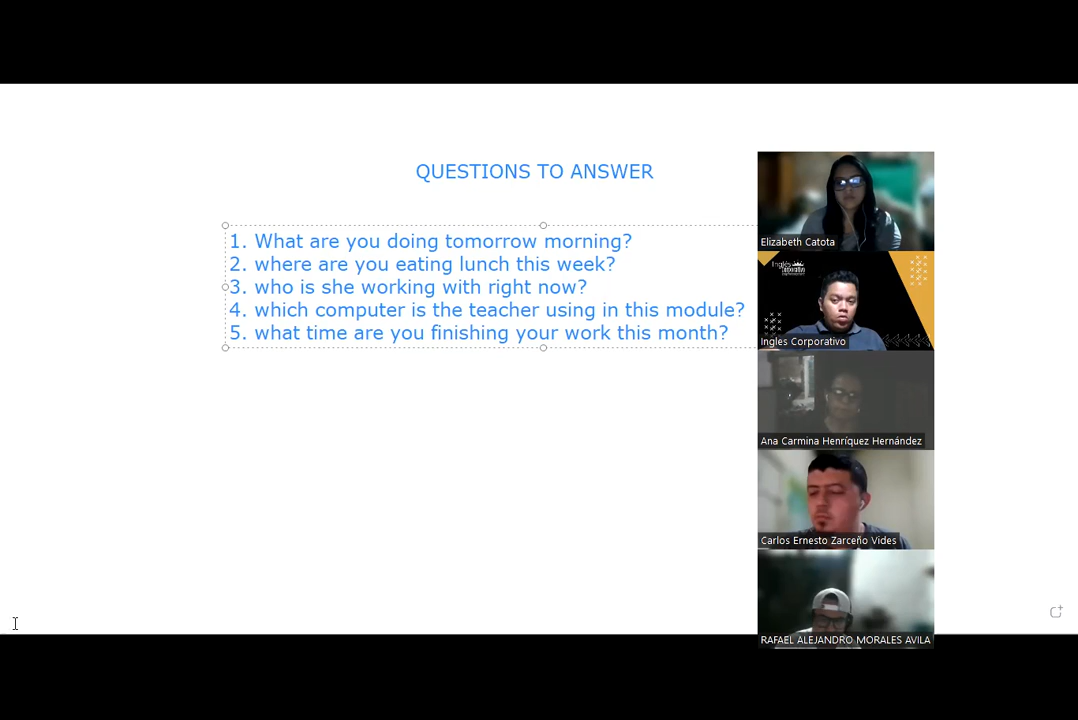 QUESTIONS TO ANSWER
1. What are you doing tomorrow morning?
2. where are you eating lunch this week?
3. who is she working with right now?
4. which computer is the teacher using in this module?
5. what time are you finishing your work this month?
Elizabeth Catota
Inglés
Corporativo
Ingles Corporativo
Ana Carmina Henríquez Hernández
Carlos Ernesto Zarceño Vides
RAFAEL ALEJANDRO MORALES AVILA